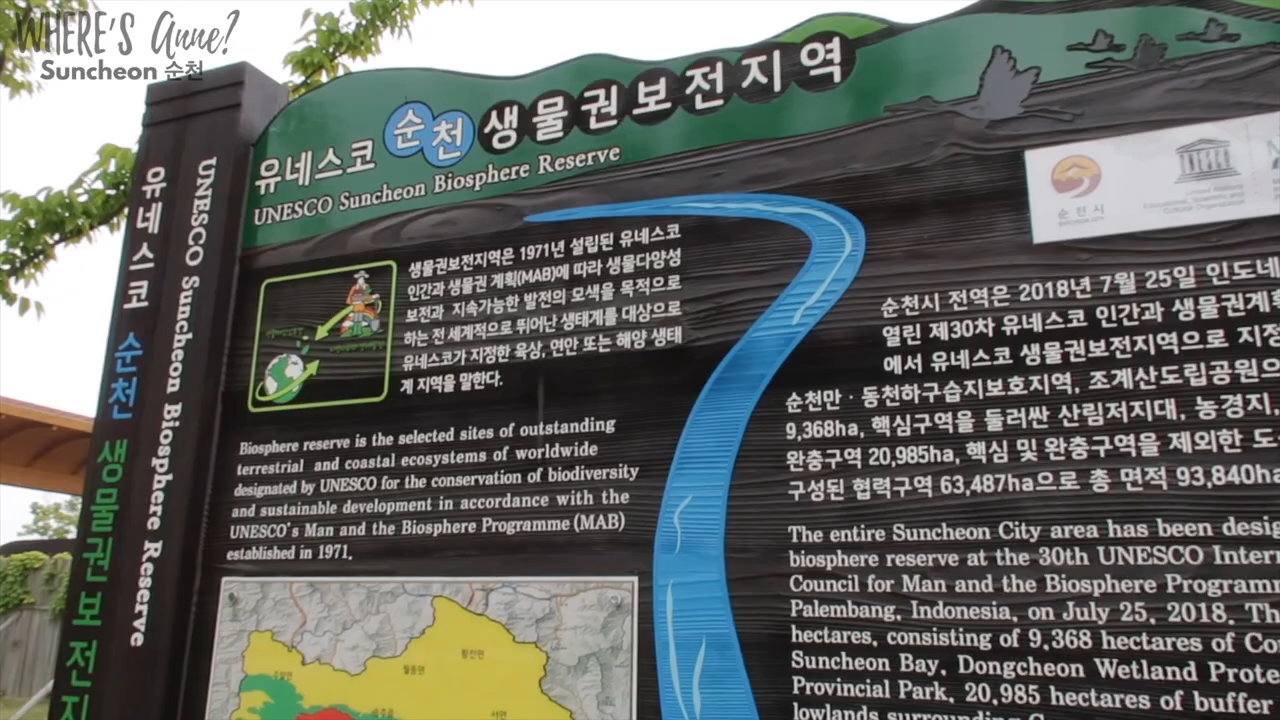 WHERE'S Anne?
Suncheon 순천
유네스코 순천 생물권보전지역
UNESCO Suncheon Biosphere Reserve
유네스코 순천 생물권보전지
UNESCO Suncheon Biosphere Reserve
순천시
생물권보전지역은 1971년 설립된 유네스코
인간과 생물권 계획(MAB)에 따라 생물다양성
보전과 지속가능한 발전의 모색을 목적으로
하는 전 세계적으로 뛰어난 생태계를 대상으로
유네스코가 지정한 육상, 연안 또는 해양 생태
계 지역을 말한다.
Biosphere reserve is the selected sites of outstanding
terrestrial and coastal ecosystems of worldwide
designated by UNESCO for the conservation of biodiversity
and sustainable development in accordance with the
UNESCO's Man and the Biosphere Programme (MAB)
established in 1971.
황전면
월등면
서면
순천시 전역은 2018년 7월 25일 인도네
열린 제30차 유네스코 인간과 생물권계획
에서 유네스코 생물권보전지역으로 지정
순천만 · 동천하구습지보호지역, 조계산도립공원으
9,368ha, 핵심구역을 둘러싼 산림저지대, 농경지,
완충구역 20,985ha, 핵심 및 완충구역을 제외한 도
구성된 협력구역 63,487ha으로 총 면적 93,840ha
The entire Suncheon City area has been desig
biosphere reserve at the 30th UNESCO Intern
Council for Man and the Biosphere Programm
Palembang, Indonesia, on July 25, 2018. Th
hectares, consisting of 9,368 hectares of Co
Suncheon Bay, Dongcheon Wetland Prote
Provincial Park, 20,985 hectares of buffer
lowlands surrounding